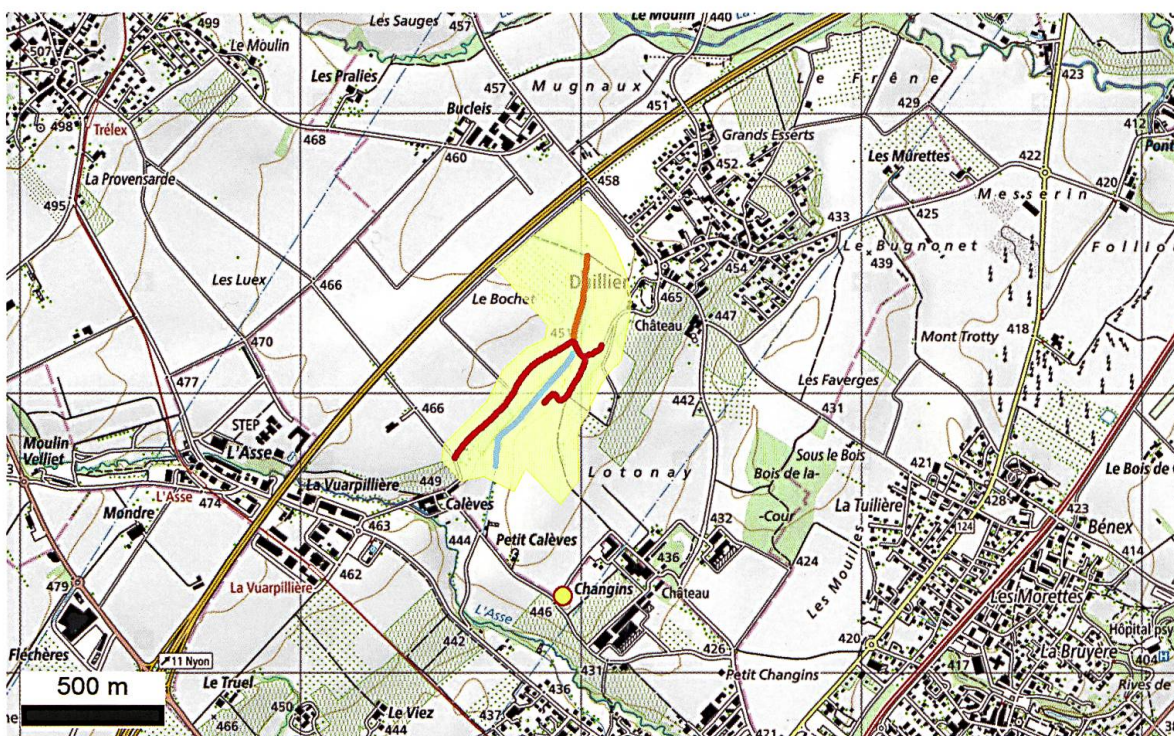 499
Les Sauges
457
Le Moulin
440
507
Le Moulin
423
Les Pralies
457
Mugnaux
Le Frêne
451
429
412
498
Trélex
Bucleis
Grands Esserts
468
460
452
Les Mûrettes
422
Pont
La Provensarde
458
420
Messerin
495
433
425
Le Bugnonet
Follio
454
439
Les Luex
466
Le Bochet
Duillier
465
447
Château
418
451
Mont Trotty
470
477
Les Faverges
466
442
431
STEP
Moulin
Velliet
L'Asse
Sous le Bois
421
Le Bois de
La Vuarpillière
449
Lotonay
Bois de la-
L'Asse
474
Calèves
La Tuilière
428
423
-Cour
Mondre
463
444
Petit Calèves
432
124
Bénex
436
424
414
462
Les Mouilles
479
La Vuarpillière
446
Changins
Château
Les Morettes
L'Asse
442
420
Hôpital psy
Fléchères
426
La Bruyère
404 H
11 Nyon
431
417
500 m
Le Truel
Petit Changins
Rives de
436
450
Le Viez
466
444
437
421